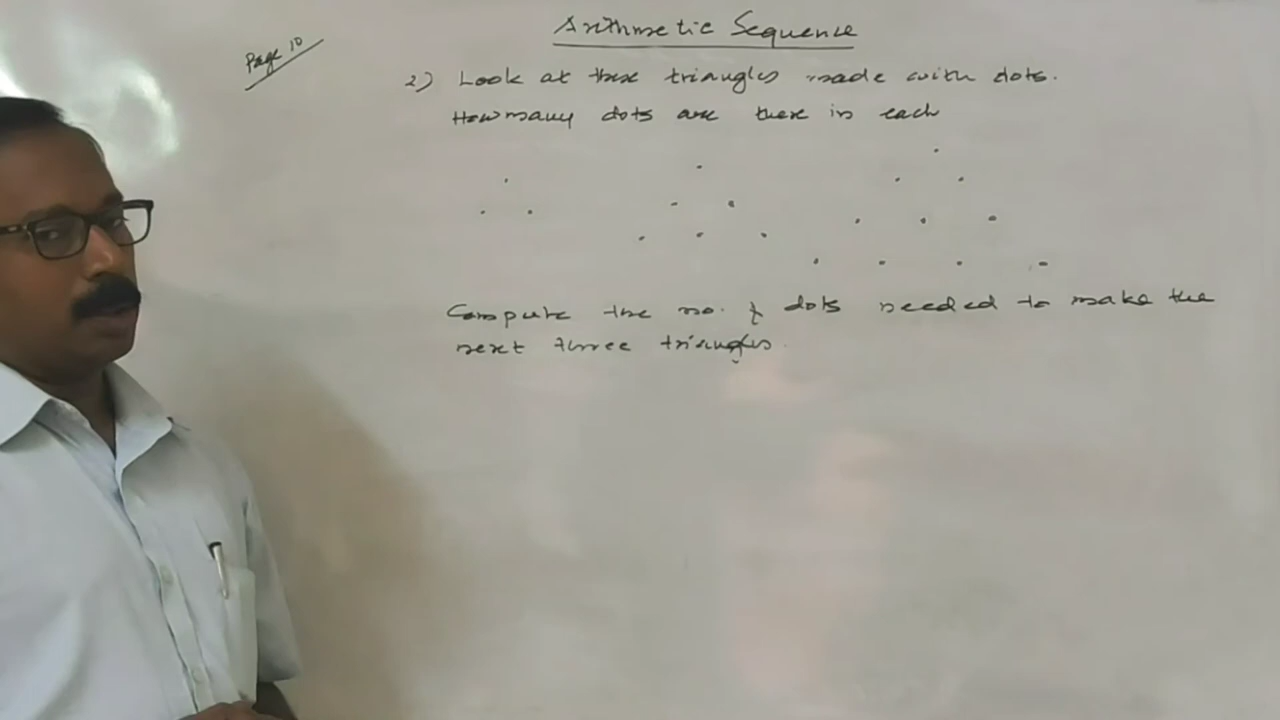 Arithmetic Sequence
Page 10
2) Look at these triangles made with dots.
How many dots are there in each
Compute the no. of dots needed to make the
next three triangles.